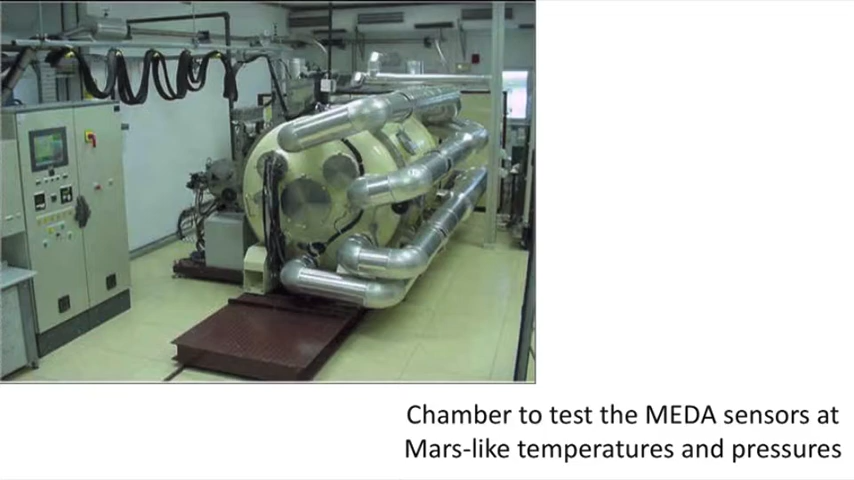 Chamber to test the MEDA sensors at
Mars-like temperatures and pressures